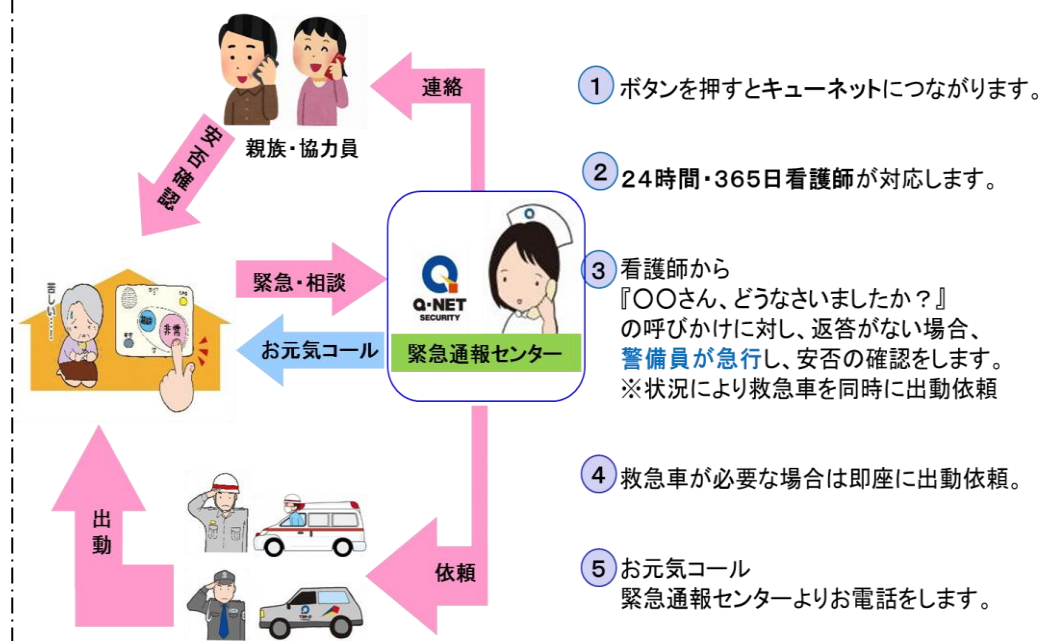 連絡
親族・協力員
安否確認
苦しい…!
非常
緊急・相談
お元気コール
Q
Q・NET
SECURITY
緊急通報センター
出動
依頼
① ボタンを押すとキューネットにつながります。
② 24時間・365日看護師が対応します。
③ 看護師から
『〇〇さん、どうなさいましたか？』
の呼びかけに対し、返答がない場合、
警備員が急行し、安否の確認をします。
※状況により救急車を同時に出動依頼
④ 救急車が必要な場合は即座に出動依頼。
⑤ お元気コール
緊急通報センターよりお電話をします。